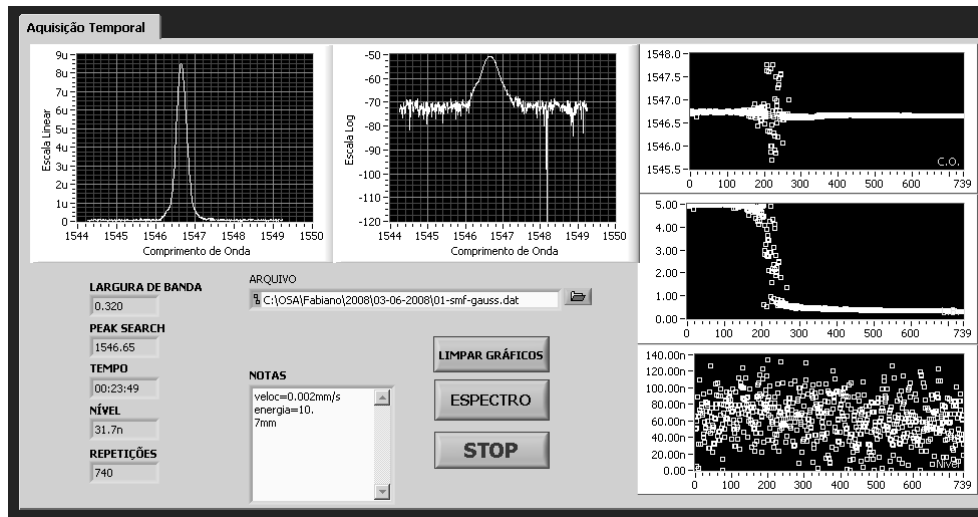 Aquisição Temporal
9u
8u
7u
6u
5u
4u
3u
2u
1u
0
Escala Linear
1544 1545 1546 1547 1549 1550
Comprimento de Onda
-50
-60
-70
-80
-90
-100
-110
-120
Escala Log
1544 1545 1546 1547 1548 1549 1550
Comprimento de Onda
1548.0
1547.5
1547.0
1546.5
1545.5
C.O.
0 100 200 300 400 500 600 739
5.00
4.00
3.00
2.00
1.00
0.00
0 100 200 300 400 500 600 739
140.00n
120.00n
100.00n
80.00n
60.00n
40.00n
20.00n
0.00
Nível
0 100 200 300 400 500 600 739
LARGURA DE BANDA
0.320
PEAK SEARCH
1546.65
TEMPO
00:23:49
NÍVEL
31.7n
REPETIÇÕES
740
ARQUIVO
C:\OSA\Fabiano\2008\03-06-2008\01-smf-gauss.dat
NOTAS
veloc=0.002mm/s
energia=10.
7mm
LIMPAR GRÁFICOS
ESPECTRO
STOP